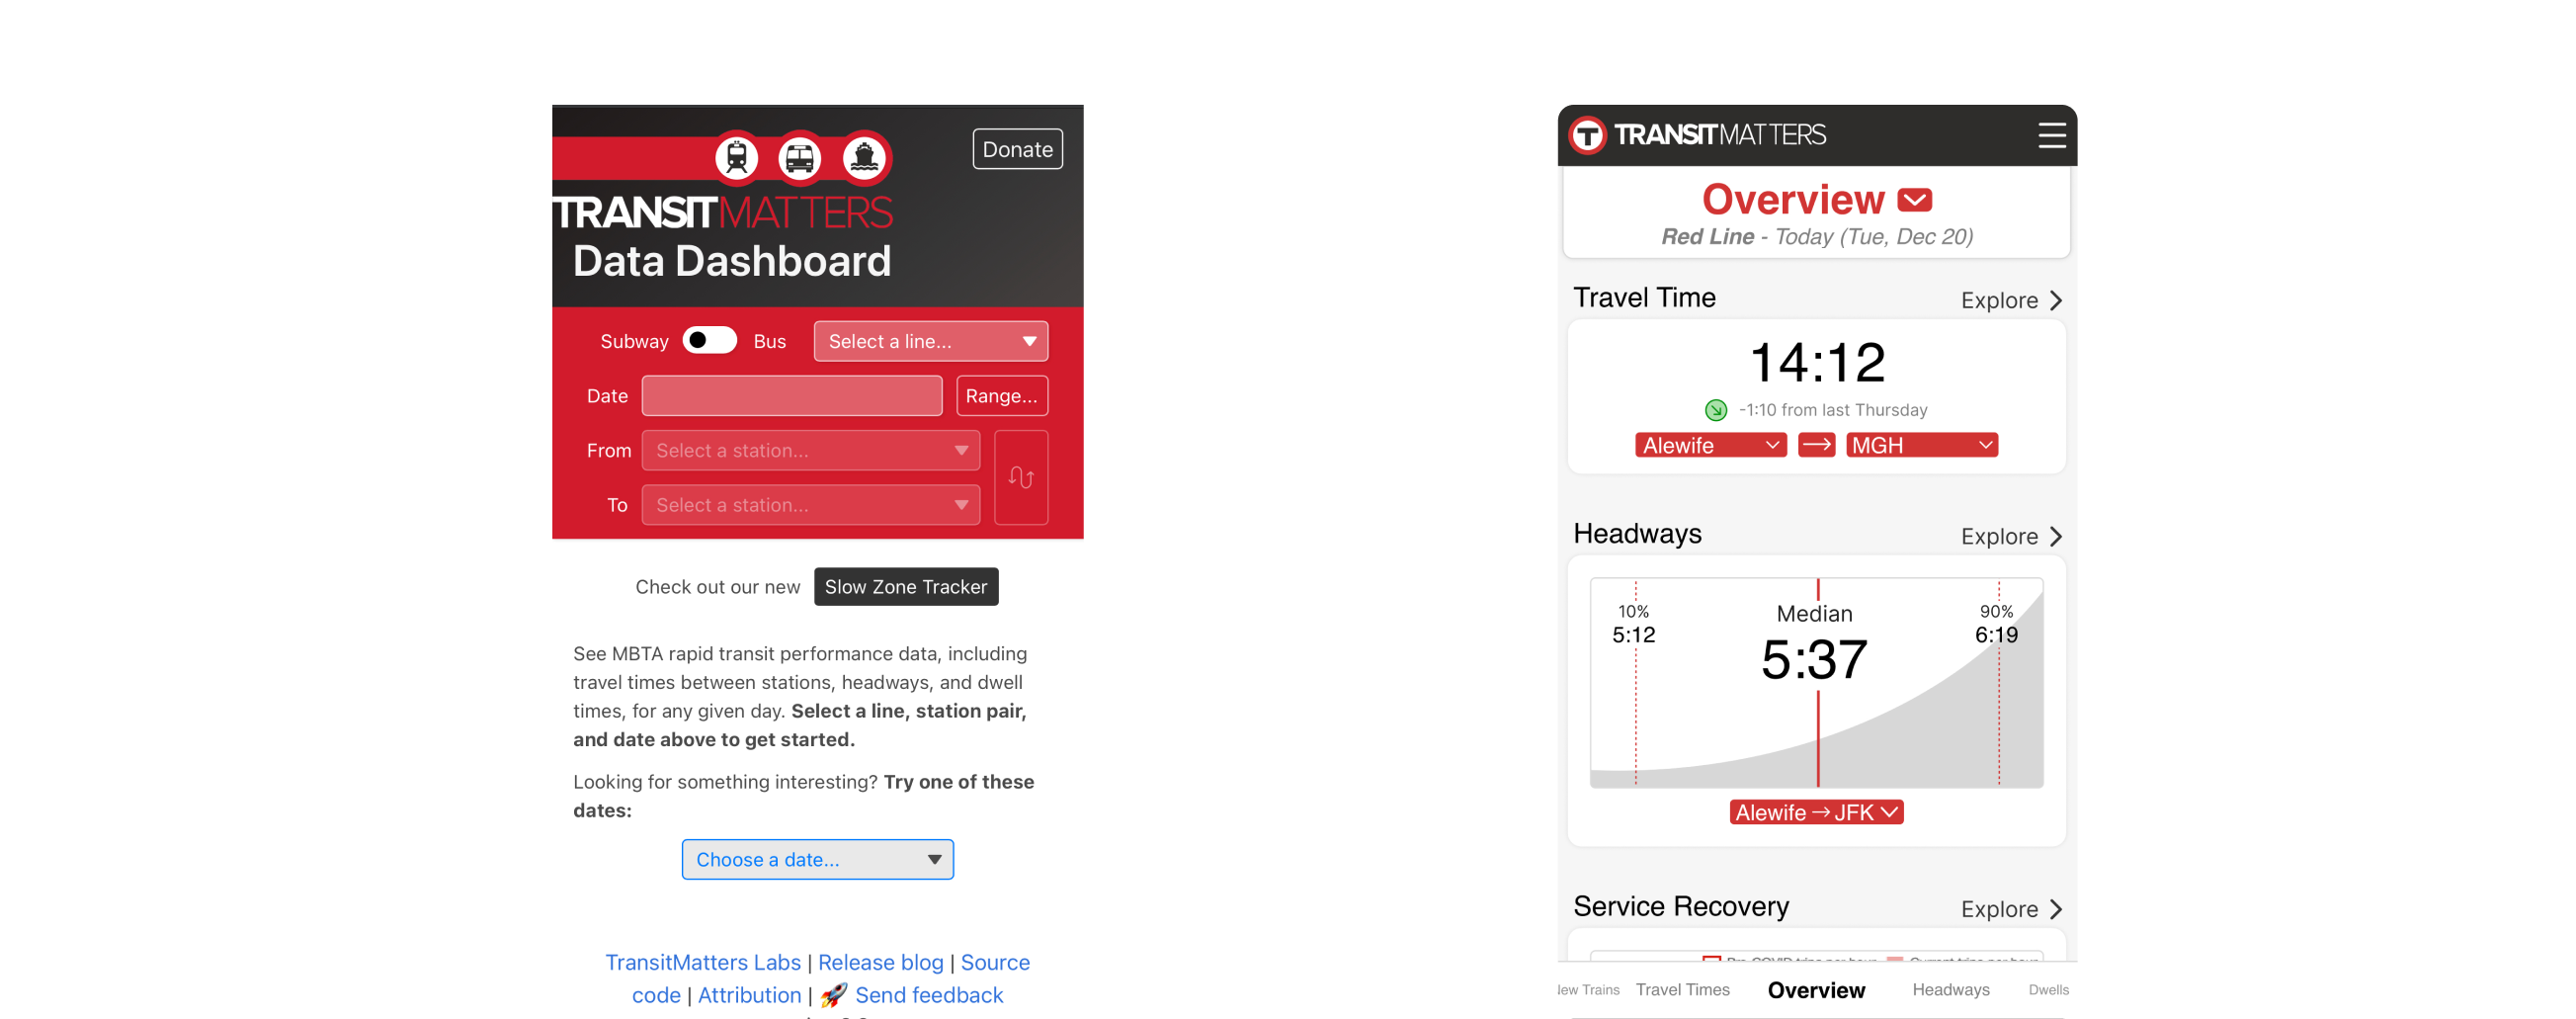 Donate
TRANSITMATTERS
Data Dashboard
Subway Bus Select a line...
Date Range...
From Select a station...
To Select a station...
Check out our new Slow Zone Tracker
See MBTA rapid transit performance data, including
travel times between stations, headways, and dwell
times, for any given day. Select a line, station pair,
and date above to get started.
Looking for something interesting? Try one of these
dates:
Choose a date...
TransitMatters Labs | Release blog | Source
code | Attribution | 🚀 Send feedback
T TRANSITMATTERS
Overview
Red Line - Today (Tue, Dec 20)
Travel Time Explore
14:12
-1:10 from last Thursday
Alewife → MGH
Headways Explore
10% Median 90%
5:12 5:37 6:19
Alewife → JFK
Service Recovery Explore
Trains Travel Times Overview Headways Dwells